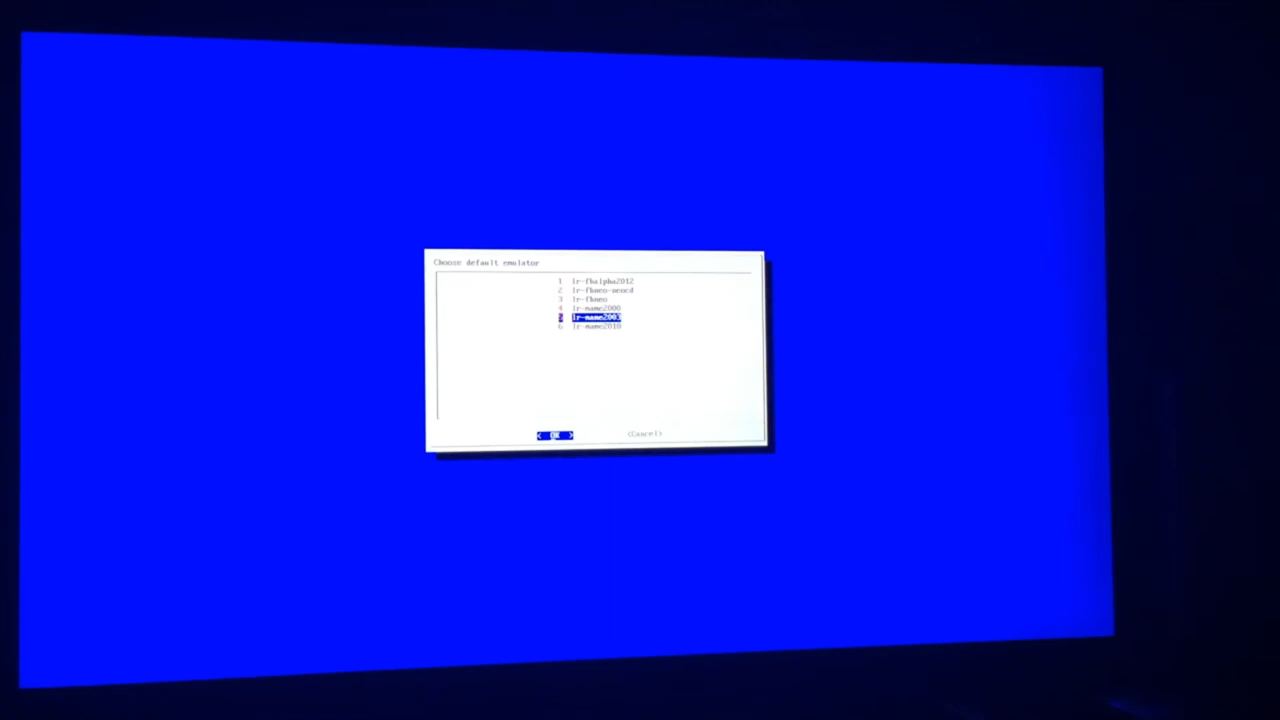 Choose default emulator
1 lr-fbalpha2012
2 lr-fbneo-neocd
3 lr-fbneo
4 lr-mame2000
5 lr-mame2003
6 lr-mame2010
< OK > <Cancel>